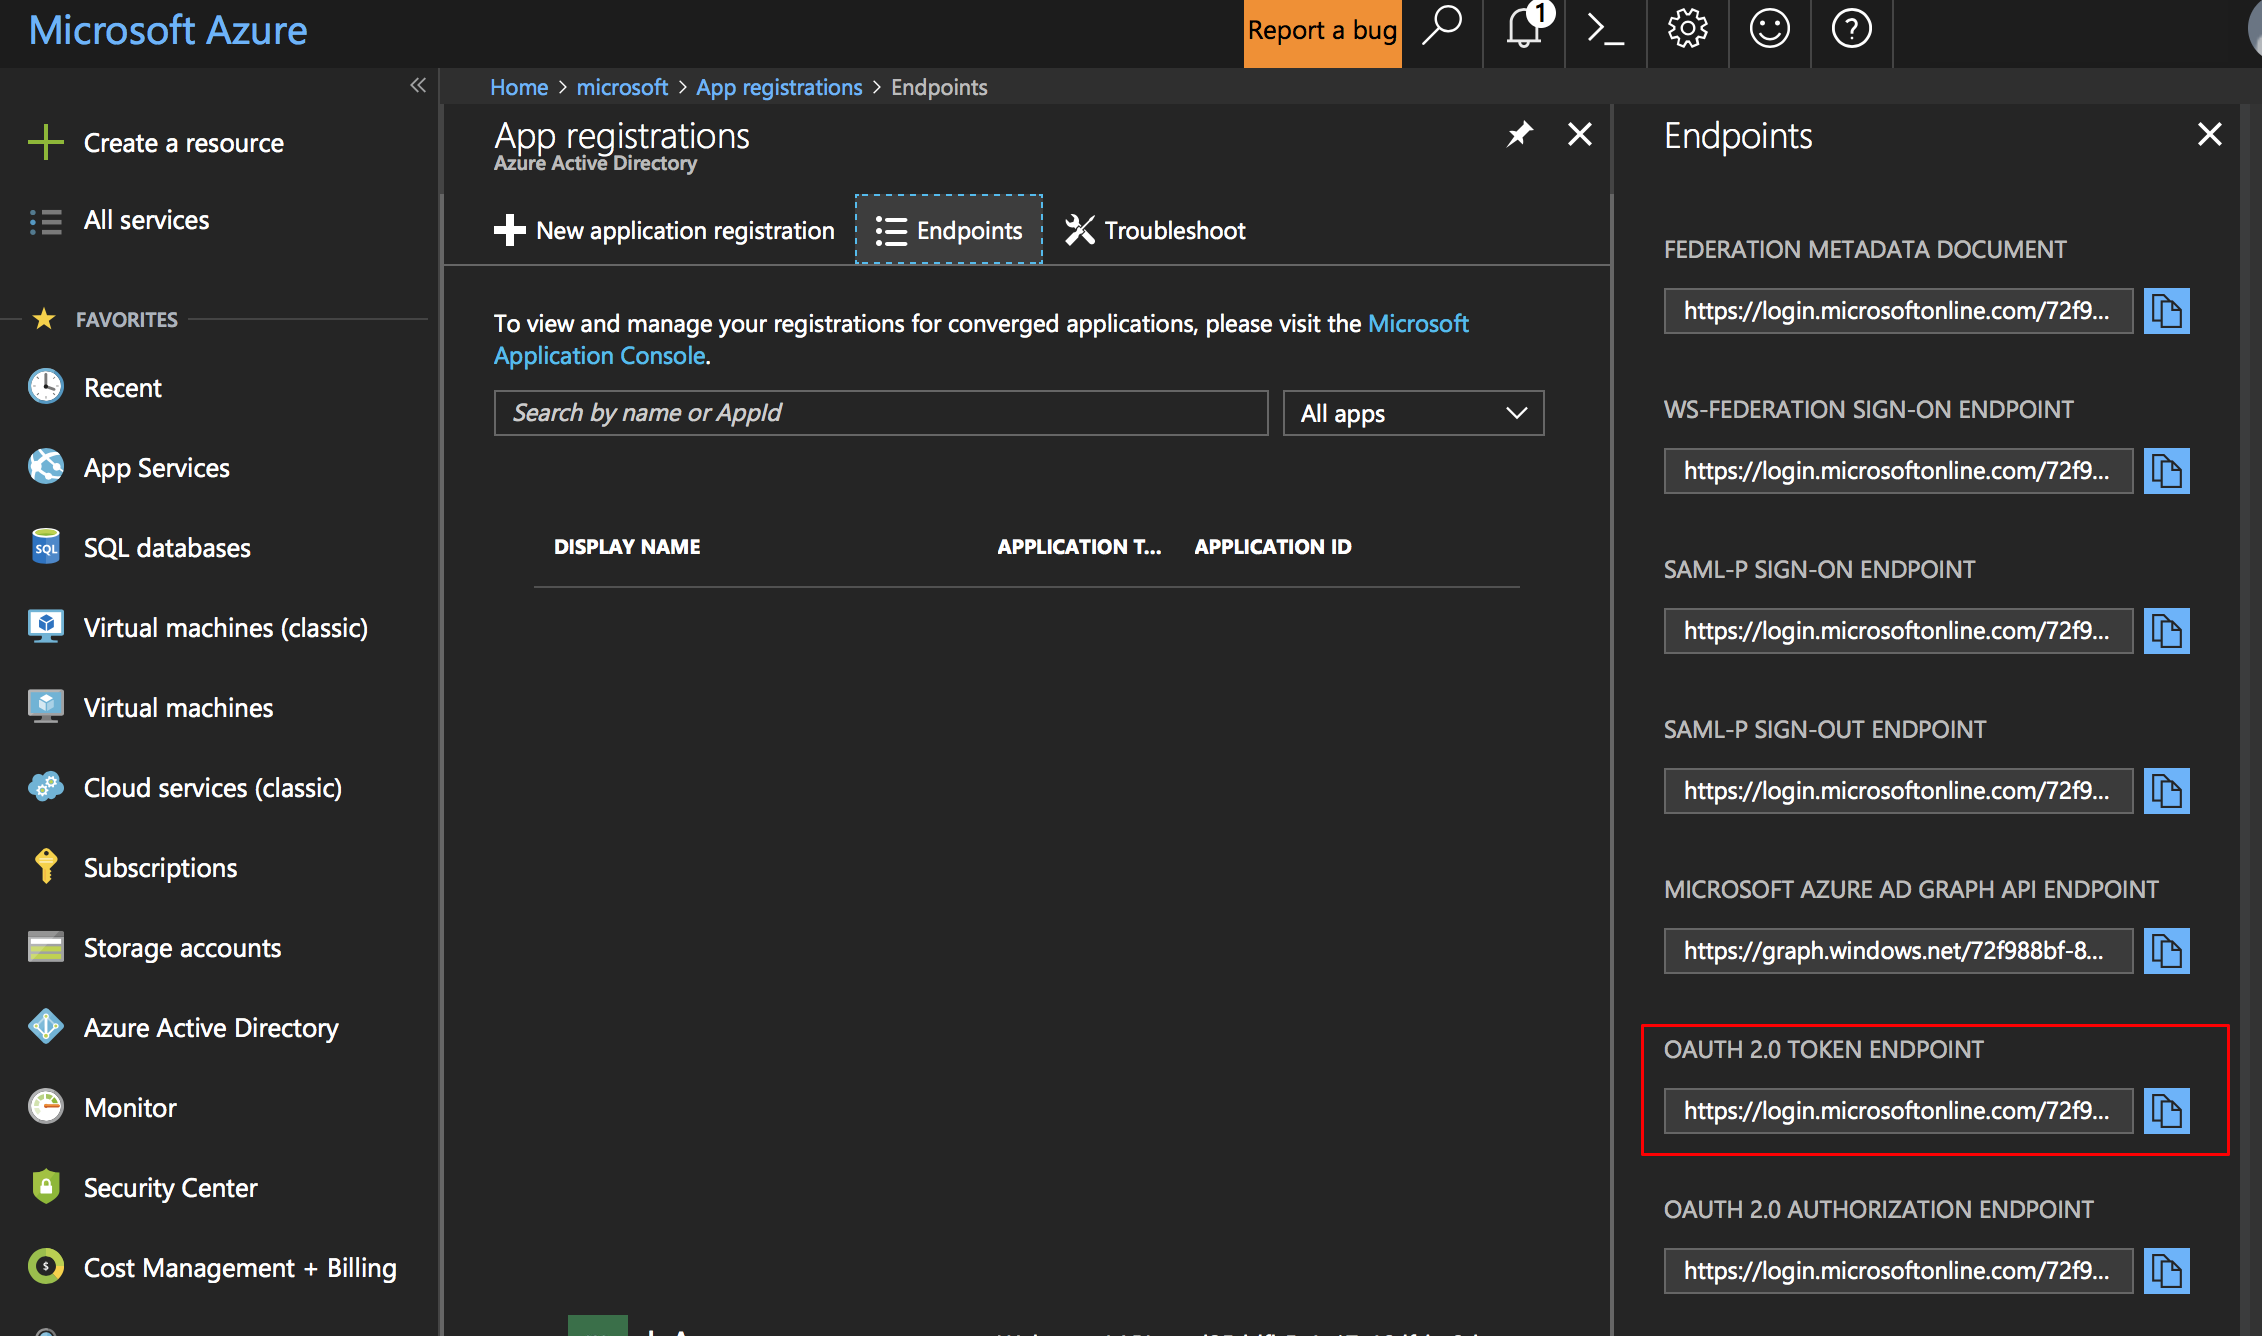 Microsoft Azure
Report a bug
1
Home > microsoft > App registrations > Endpoints
Create a resource
All services
FAVORITES
Recent
App Services
SQL
SQL databases
Virtual machines (classic)
Virtual machines
Cloud services (classic)
Subscriptions
Storage accounts
Azure Active Directory
Monitor
Security Center
$
Cost Management + Billing
App registrations
Azure Active Directory
New application registration
Endpoints
Troubleshoot
To view and manage your registrations for converged applications, please visit the Microsoft
Application Console.
Search by name or AppId
All apps
DISPLAY NAME
APPLICATION T...
APPLICATION ID
Endpoints
FEDERATION METADATA DOCUMENT
https://login.microsoftonline.com/72f9...
WS-FEDERATION SIGN-ON ENDPOINT
https://login.microsoftonline.com/72f9...
SAML-P SIGN-ON ENDPOINT
https://login.microsoftonline.com/72f9...
SAML-P SIGN-OUT ENDPOINT
https://login.microsoftonline.com/72f9...
MICROSOFT AZURE AD GRAPH API ENDPOINT
https://graph.windows.net/72f988bf-8...
OAUTH 2.0 TOKEN ENDPOINT
https://login.microsoftonline.com/72f9...
OAUTH 2.0 AUTHORIZATION ENDPOINT
https://login.microsoftonline.com/72f9...